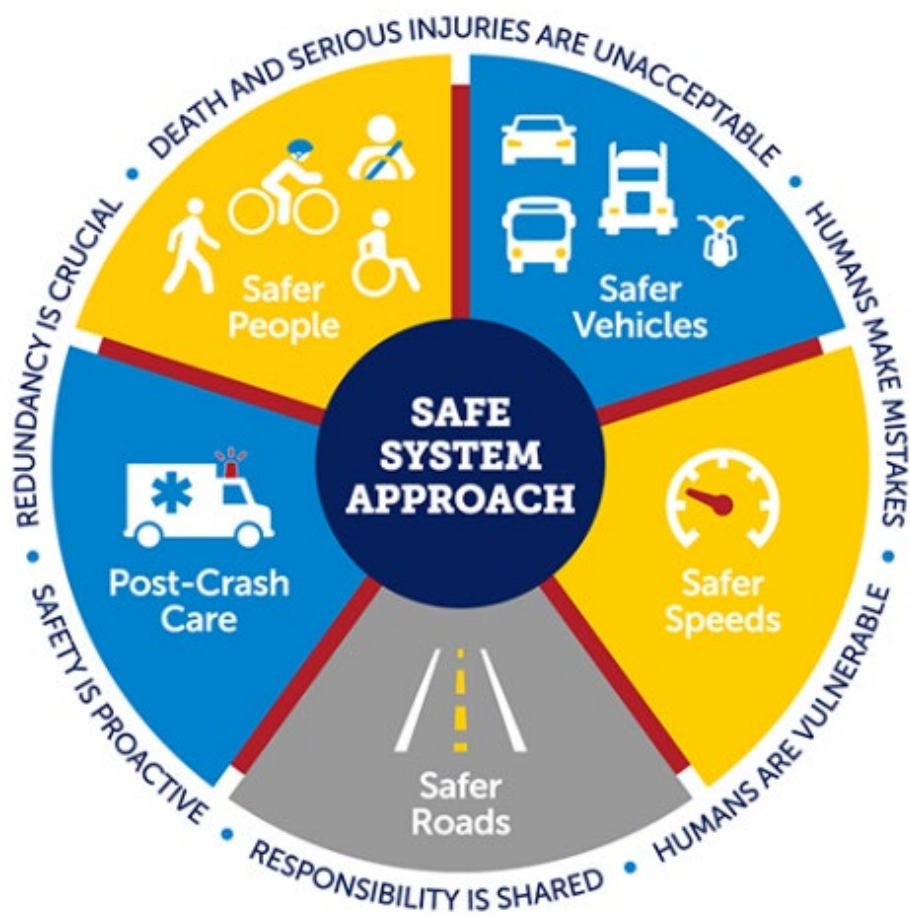 DEATH AND SERIOUS INJURIES ARE UNACCEPTABLE
HUMANS MAKE MISTAKES
HUMANS ARE VULNERABLE
RESPONSIBILITY IS SHARED
SAFETY IS PROACTIVE
REDUNDANCY IS CRUCIAL
SAFE
SYSTEM
APPROACH
Safer
People
Safer
Vehicles
Safer
Speeds
Safer
Roads
Post-Crash
Care